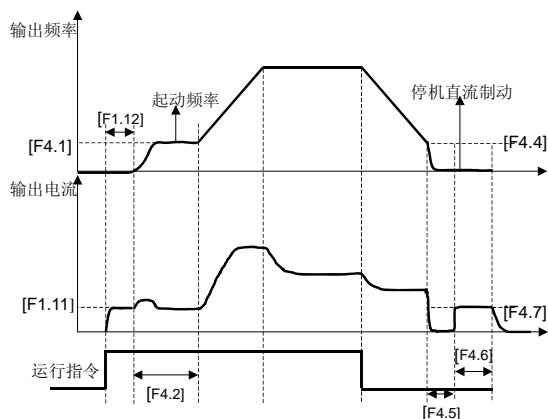 输出频率
起动频率
停机直流制动
[F1.12]
[F4.1]
[F4.4]
输出电流
[F1.11]
[F4.7]
运行指令
[F4.2]
[F4.6]
[F4.5]